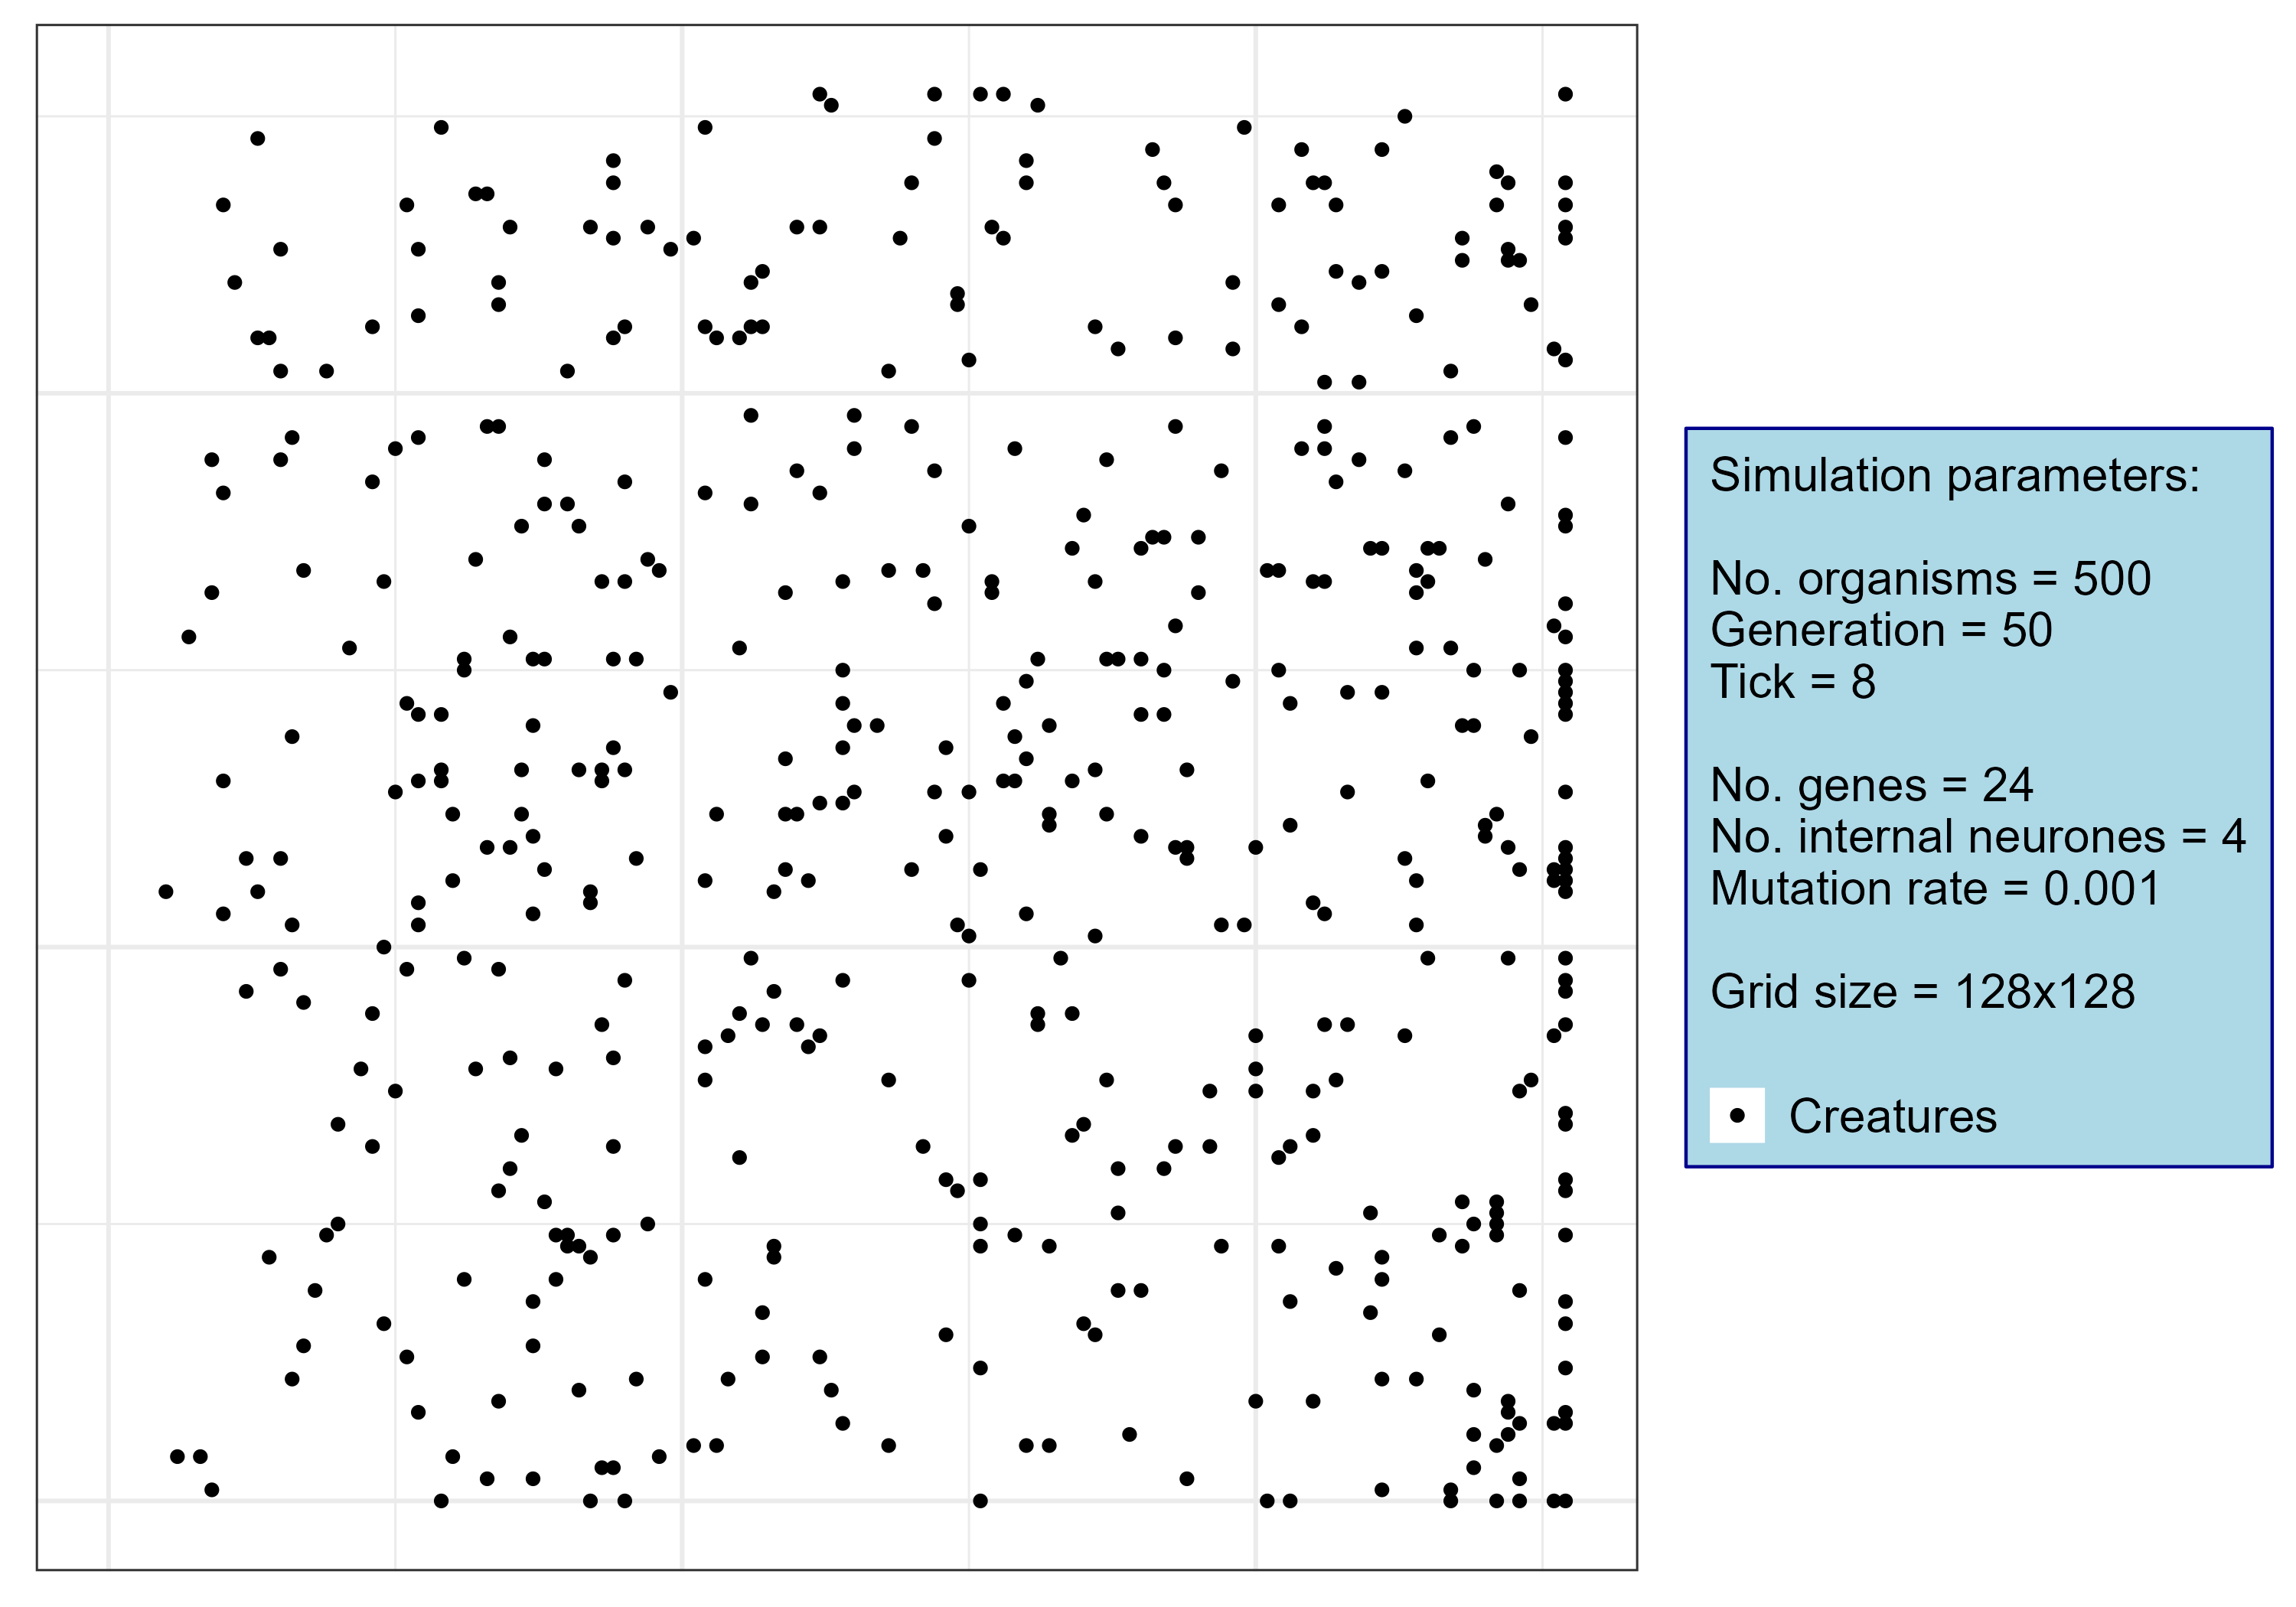 Simulation parameters:
No. organisms = 500
Generation = 50
Tick = 8
No. genes = 24
No. internal neurones = 4
Mutation rate = 0.001
Grid size = 128x128
Creatures